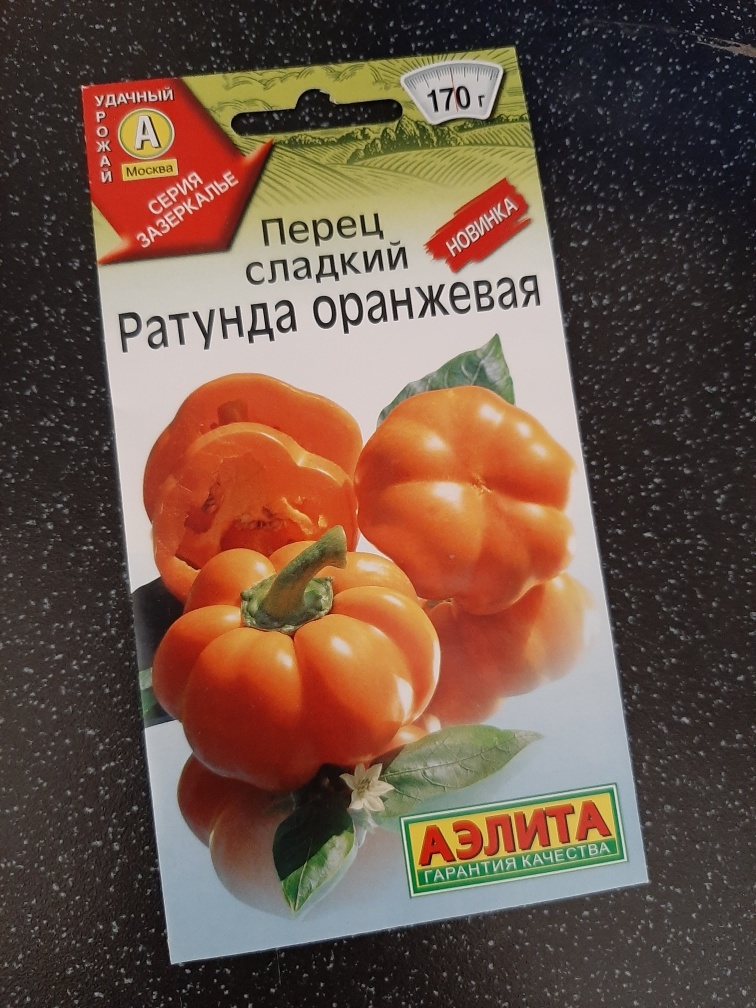 УДАЧНЫЙ
УРОЖАЙ
А
Москва
СЕРИЯ
ЗАЗЕРКАЛЬЕ
170 г
НОВИНКА
Перец
сладкий
Ратунда оранжевая
АЭЛИТА
ГАРАНТИЯ КАЧЕСТВА